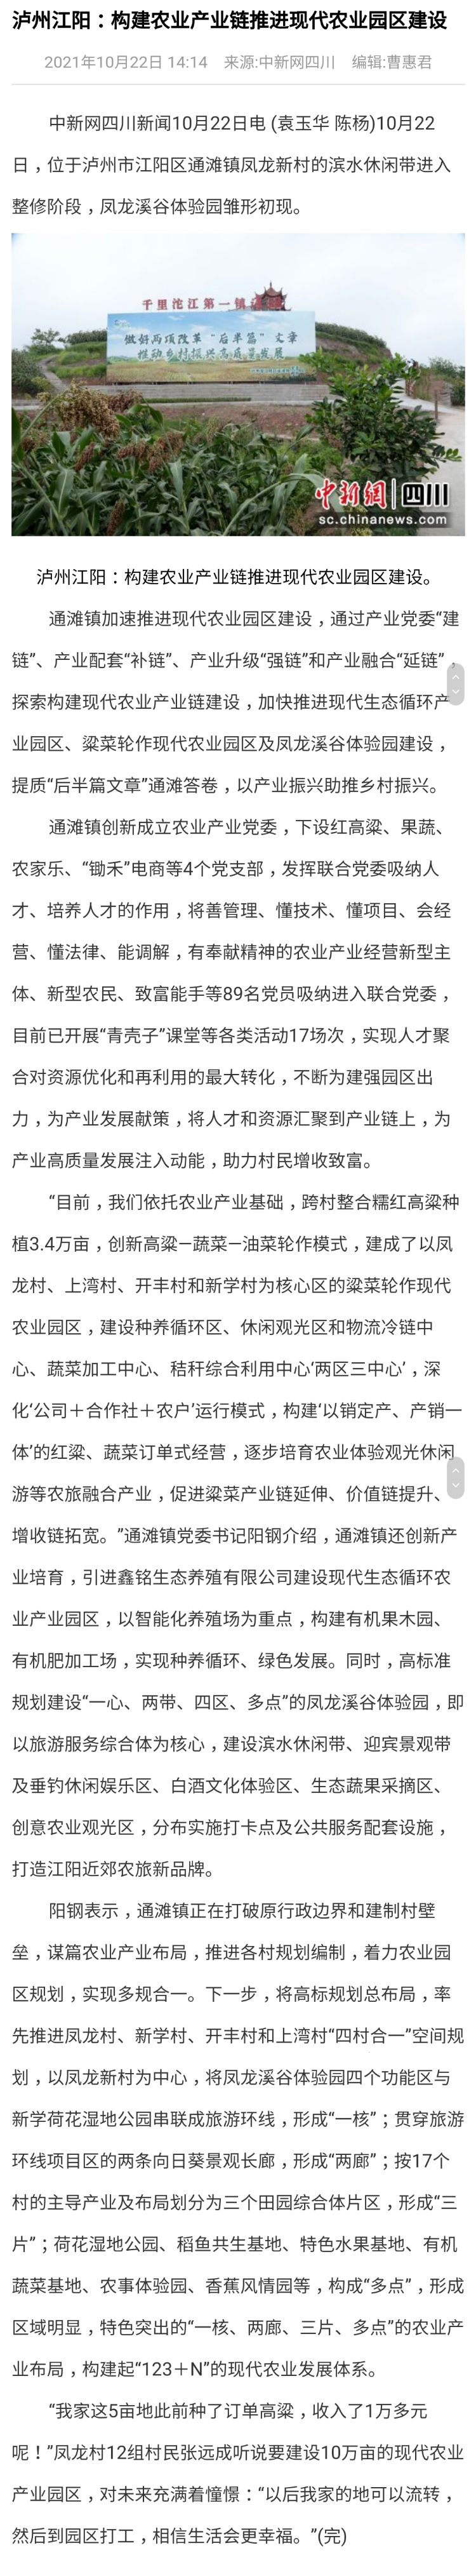 泸州江阳：构建农业产业链推进现代农业园区建设
2021年10月22日 14:14 来源:中新网四川 编辑:曹惠君
中新网四川新闻10月22日电 (袁玉华 陈杨)10月22
日，位于泸州市江阳区通滩镇凤龙新村的滨水休闲带进入
整修阶段，凤龙溪谷体验园雏形初现。
千里沱江第一镇
做好两项改革“后半篇”文章
推动乡村振兴高质量发展
中新網 四川
sc.chinanews.com
泸州江阳：构建农业产业链推进现代农业园区建设。
通滩镇加速推进现代农业园区建设，通过产业党委“建
链”、产业配套“补链”、产业升级“强链”和产业融合“延链”，
探索构建现代农业产业链建设，加快推进现代生态循环产
业园区、粱菜轮作现代农业园区及凤龙溪谷体验园建设，
提质“后半篇文章”通滩答卷，以产业振兴助推乡村振兴。
通滩镇创新成立农业产业党委，下设红高粱、果蔬、
农家乐、“锄禾”电商等4个党支部，发挥联合党委吸纳人
才、培养人才的作用，将善管理、懂技术、懂项目、会经
营、懂法律、能调解，有奉献精神的农业产业经营新型主
体、新型农民、致富能手等89名党员吸纳进入联合党委，
目前已开展“青壳子”课堂等各类活动17场次，实现人才聚
合对资源优化和再利用的最大转化，不断为建强园区出
力，为产业发展献策，将人才和资源汇聚到产业链上，为
产业高质量发展注入动能，助力村民增收致富。
“目前，我们依托农业产业基础，跨村整合糯红高粱种
植3.4万亩，创新高粱—蔬菜—油菜轮作模式，建成了以凤
龙村、上湾村、开丰村和新学村为核心区的粱菜轮作现代
农业园区，建设种养循环区、休闲观光区和物流冷链中
心、蔬菜加工中心、秸秆综合利用中心‘两区三中心’，深
化‘公司＋合作社＋农户’运行模式，构建‘以销定产、产销一
体’的红粱、蔬菜订单式经营，逐步培育农业体验观光休闲
游等农旅融合产业，促进粱菜产业链延伸、价值链提升、
增收链拓宽。”通滩镇党委书记阳钢介绍，通滩镇还创新产
业培育，引进鑫铭生态养殖有限公司建设现代生态循环农
业产业园区，以智能化养殖场为重点，构建有机果木园、
有机肥加工场，实现种养循环、绿色发展。同时，高标准
规划建设“一心、两带、四区、多点”的凤龙溪谷体验园，即
以旅游服务综合体为核心，建设滨水休闲带、迎宾景观带
及垂钓休闲娱乐区、白酒文化体验区、生态蔬果采摘区、
创意农业观光区，分布实施打卡点及公共服务配套设施，
打造江阳近郊农旅新品牌。
阳钢表示，通滩镇正在打破原行政边界和建制村壁
垒，谋篇农业产业布局，推进各村规划编制，着力农业园
区规划，实现多规合一。下一步，将高标规划总布局，率
先推进凤龙村、新学村、开丰村和上湾村“四村合一”空间规
划，以凤龙新村为中心，将凤龙溪谷体验园四个功能区与
新学荷花湿地公园串联成旅游环线，形成“一核”；贯穿旅游
环线项目区的两条向日葵景观长廊，形成“两廊”；按17个
村的主导产业及布局划分为三个田园综合体片区，形成“三
片”；荷花湿地公园、稻鱼共生基地、特色水果基地、有机
蔬菜基地、农事体验园、香蕉风情园等，构成“多点”，形成
区域明显，特色突出的“一核、两廊、三片、多点”的农业产
业布局，构建起“123＋N”的现代农业发展体系。
“我家这5亩地此前种了订单高粱，收入了1万多元
呢！”凤龙村12组村民张远成听说要建设10万亩的现代农业
产业园区，对未来充满着憧憬：“以后我家的地可以流转，
然后到园区打工，相信生活会更幸福。”(完)